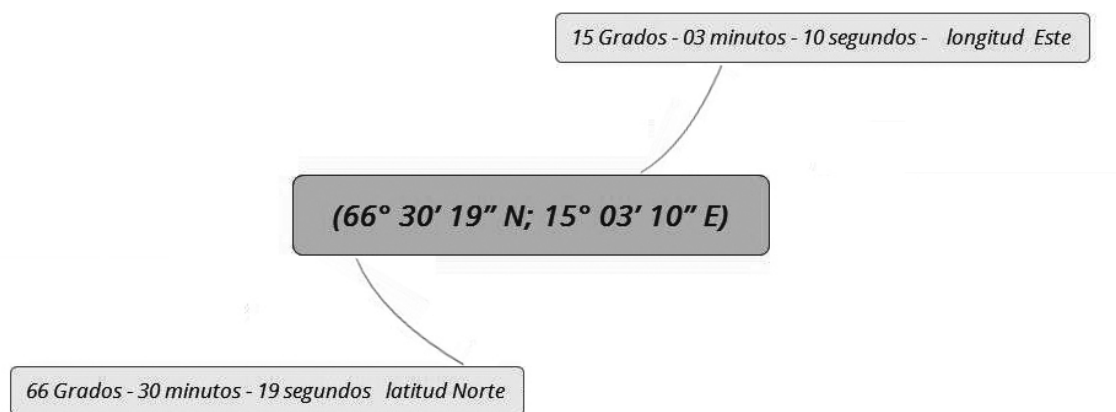 15 Grados - 03 minutos - 10 segundos - longitud Este
(66° 30′ 19″ N; 15° 03′ 10″ E)
66 Grados - 30 minutos - 19 segundos latitud Norte